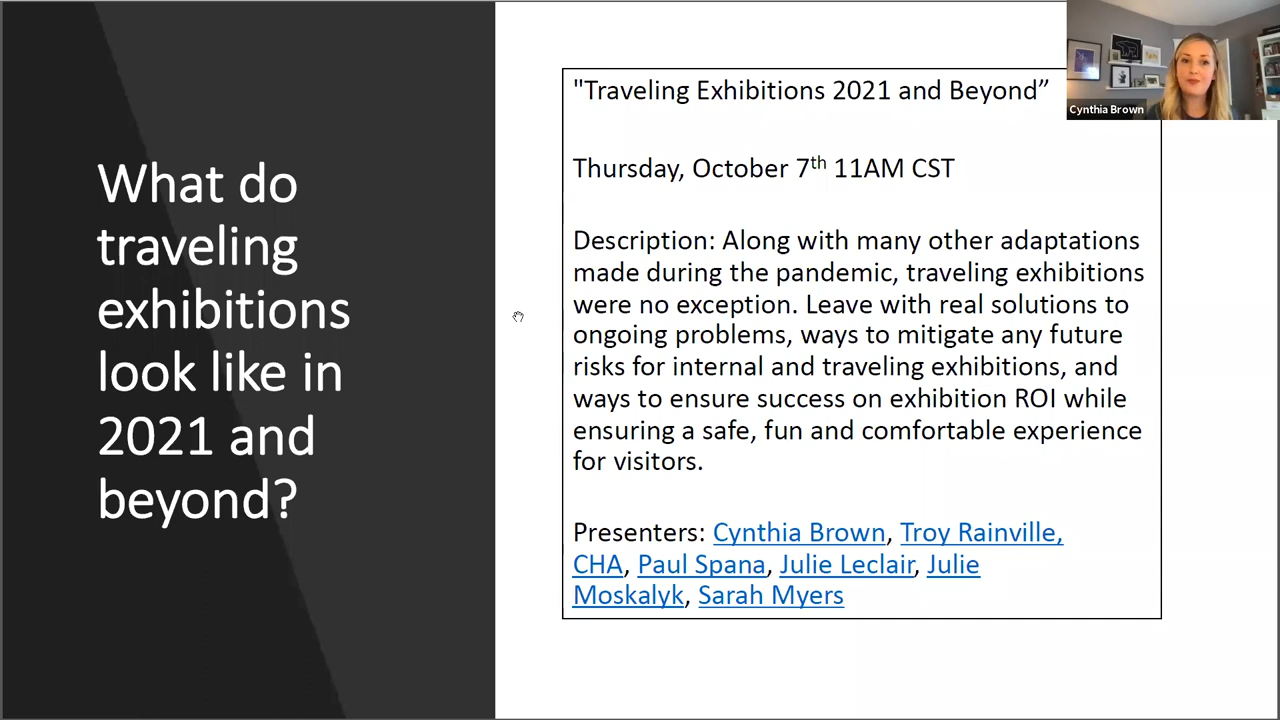 What do
traveling
exhibitions
look like in
2021 and
beyond?
"Traveling Exhibitions 2021 and Beyond”
Thursday, October 7th 11AM CST
Description: Along with many other adaptations
made during the pandemic, traveling exhibitions
were no exception. Leave with real solutions to
ongoing problems, ways to mitigate any future
risks for internal and traveling exhibitions, and
ways to ensure success on exhibition ROI while
ensuring a safe, fun and comfortable experience
for visitors.
Presenters: Cynthia Brown, Troy Rainville,
CHA, Paul Spana, Julie Leclair, Julie
Moskalyk, Sarah Myers
Cynthia Brown